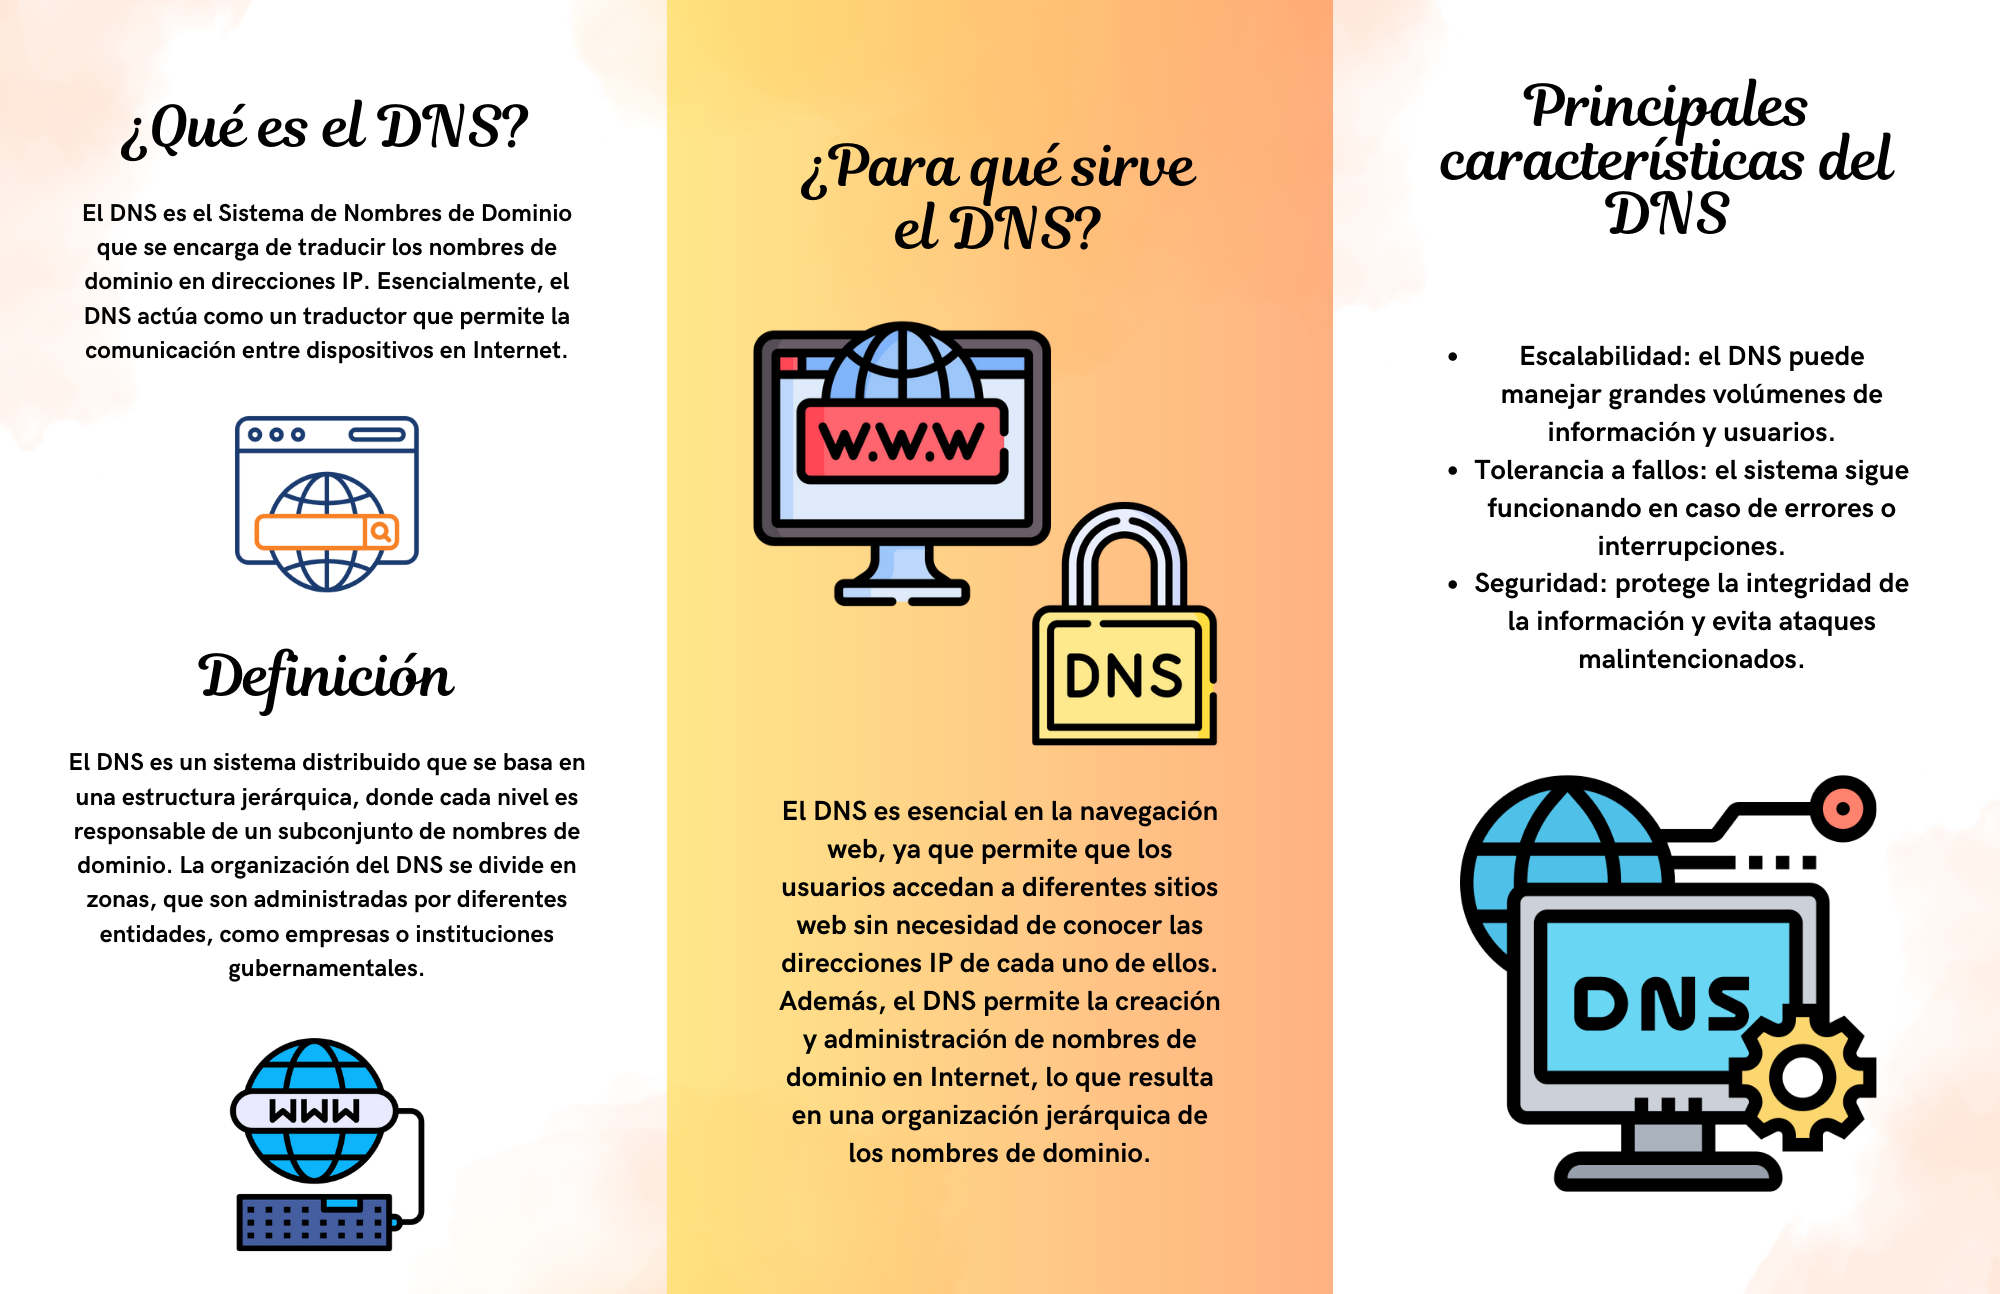 ¿Qué es el DNS?
El DNS es el Sistema de Nombres de Dominio
que se encarga de traducir los nombres de
dominio en direcciones IP. Esencialmente, el
DNS actúa como un traductor que permite la
comunicación entre dispositivos en Internet.
Definición
El DNS es un sistema distribuido que se basa en
una estructura jerárquica, donde cada nivel es
responsable de un subconjunto de nombres de
dominio. La organización del DNS se divide en
zonas, que son administradas por diferentes
entidades, como empresas o instituciones
gubernamentales.
WWW
¿Para qué sirve
el DNS?
W.W.W
DNS
El DNS es esencial en la navegación
web, ya que permite que los
usuarios accedan a diferentes sitios
web sin necesidad de conocer las
direcciones IP de cada uno de ellos.
Además, el DNS permite la creación
y administración de nombres de
dominio en Internet, lo que resulta
en una organización jerárquica de
los nombres de dominio.
Principales
características del
DNS
• Escalabilidad: el DNS puede
manejar grandes volúmenes de
información y usuarios.
• Tolerancia a fallos: el sistema sigue
funcionando en caso de errores o
interrupciones.
• Seguridad: protege la integridad de
la información y evita ataques
malintencionados.
DNS